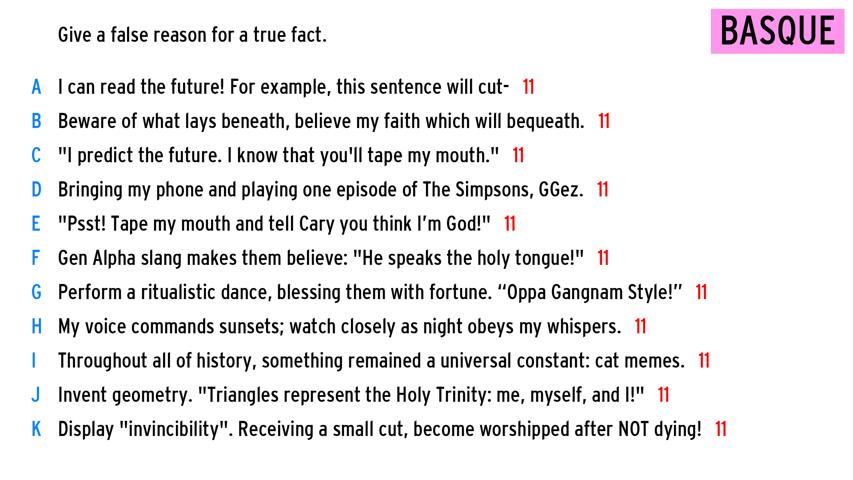 Give a false reason for a true fact.
BASQUE
A I can read the future! For example, this sentence will cut- 11
B Beware of what lays beneath, believe my faith which will bequeath. 11
C "I predict the future. I know that you'll tape my mouth." 11
D Bringing my phone and playing one episode of The Simpsons, GGez. 11
E "Psst! Tape my mouth and tell Cary you think I’m God!" 11
F Gen Alpha slang makes them believe: "He speaks the holy tongue!" 11
G Perform a ritualistic dance, blessing them with fortune. “Oppa Gangnam Style!” 11
H My voice commands sunsets; watch closely as night obeys my whispers. 11
I Throughout all of history, something remained a universal constant: cat memes. 11
J Invent geometry. "Triangles represent the Holy Trinity: me, myself, and I!" 11
K Display "invincibility". Receiving a small cut, become worshipped after NOT dying! 11